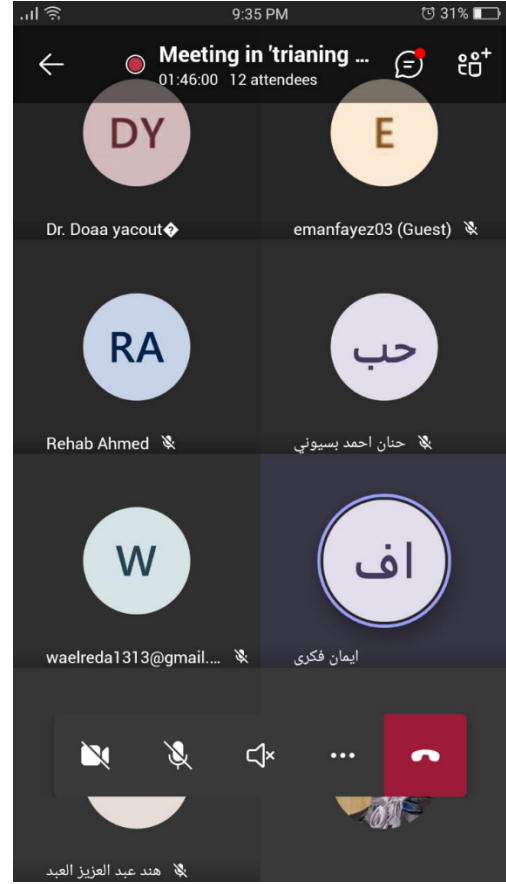 9:35 PM
31%
Meeting in 'trianing ...
01:46:00 12 attendees
DY
E
Dr. Doaa yacout�
emanfayez03 (Guest)
RA
حب
Rehab Ahmed
حنان احمد بسيوني
W
اف
waelreda1313@gmail....
ايمان فكرى
هند عبد العزيز العبد